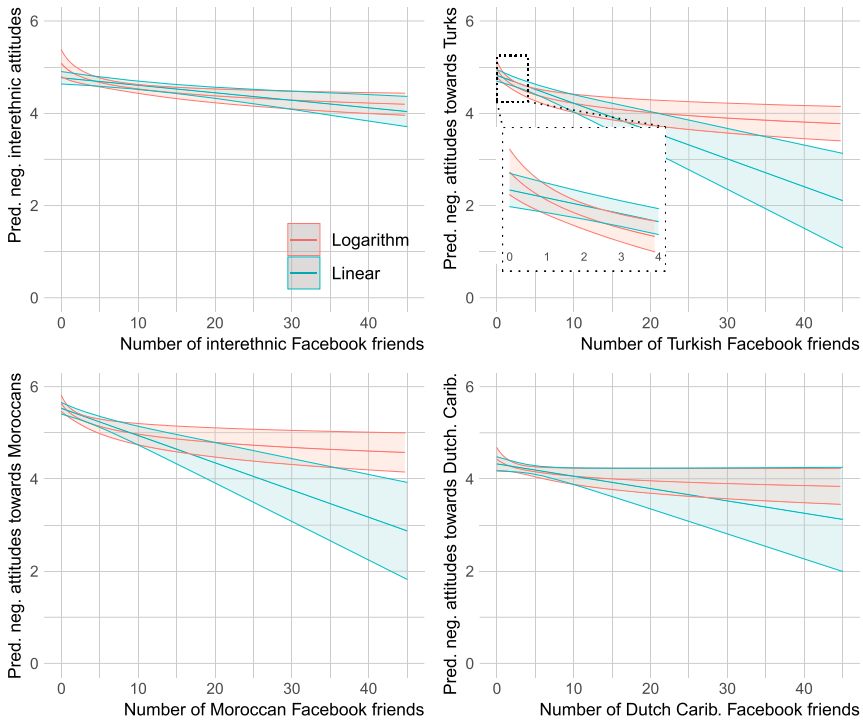 Pred. neg. interethnic attitudes
6
4
2
0
Logarithm
Linear
0 10 20 30 40
Number of interethnic Facebook friends
Pred. neg. attitudes towards Turks
6
4
2
0
0 1 2 3 4
0 10 20 30 40
Number of Turkish Facebook friends
Pred. neg. attitudes towards Moroccans
6
4
2
0
0 10 20 30 40
Number of Moroccan Facebook friends
Pred. neg. attitudes towards Dutch. Carib.
6
4
2
0
0 10 20 30 40
Number of Dutch Carib. Facebook friends